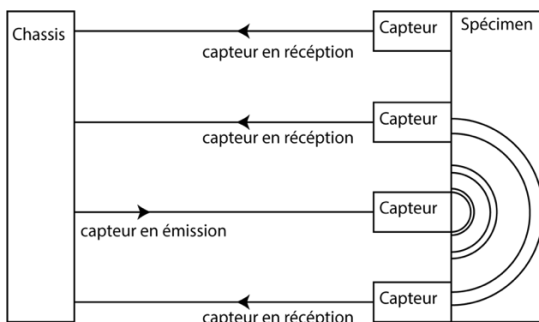 Chassis
Capteur
Spécimen
capteur en récéption
Capteur
capteur en récéption
Capteur
capteur en émission
Capteur
capteur en récéption